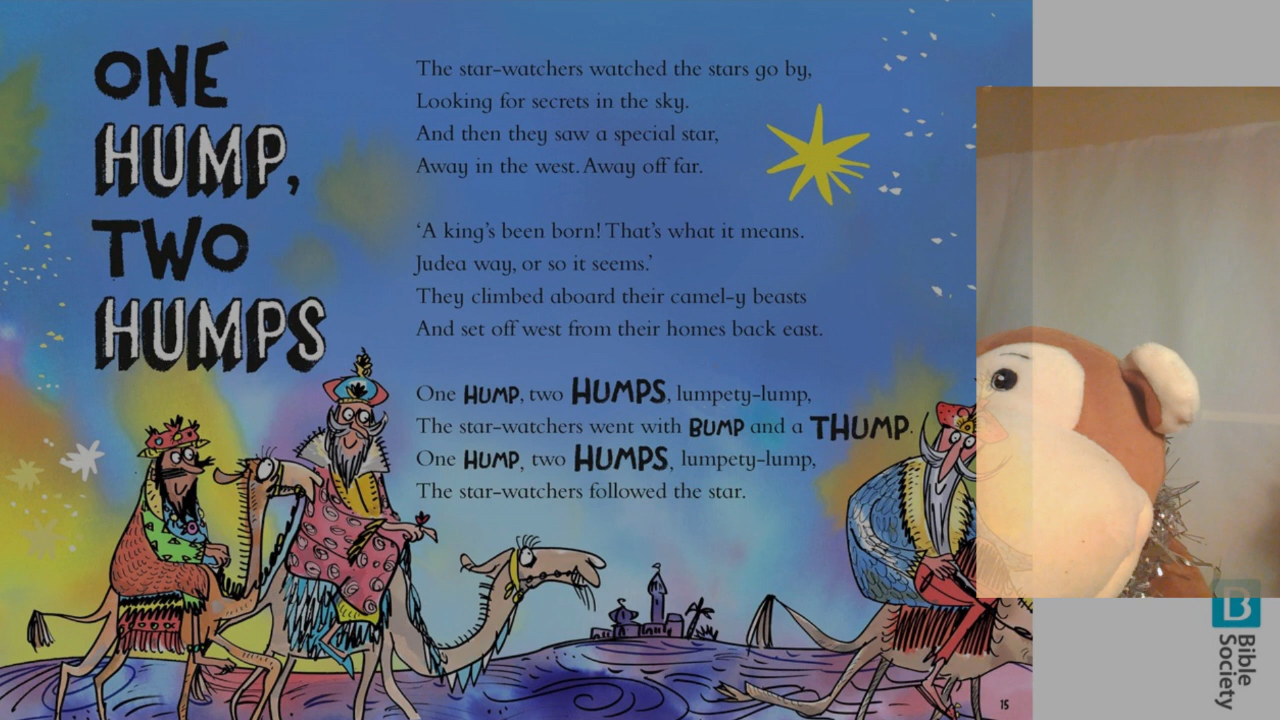 ONE
HUMP,
TWO
HUMPS
The star-watchers watched the stars go by,
Looking for secrets in the sky.
And then they saw a special star,
Away in the west. Away off far.
‘A king’s been born! That’s what it means.
Judea way, or so it seems.’
They climbed aboard their camel-y beasts
And set off west from their homes back east.
One HUMP, two HUMPS, lumpety-lump,
The star-watchers went with BUMP and a THUMP.
One HUMP, two HUMPS, lumpety-lump,
The star-watchers followed the star.
15
B
Bible
Society